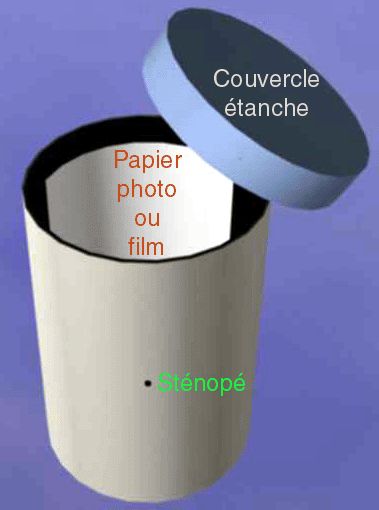 Couvercle
étanche
Papier
photo
ou
film
Sténopé